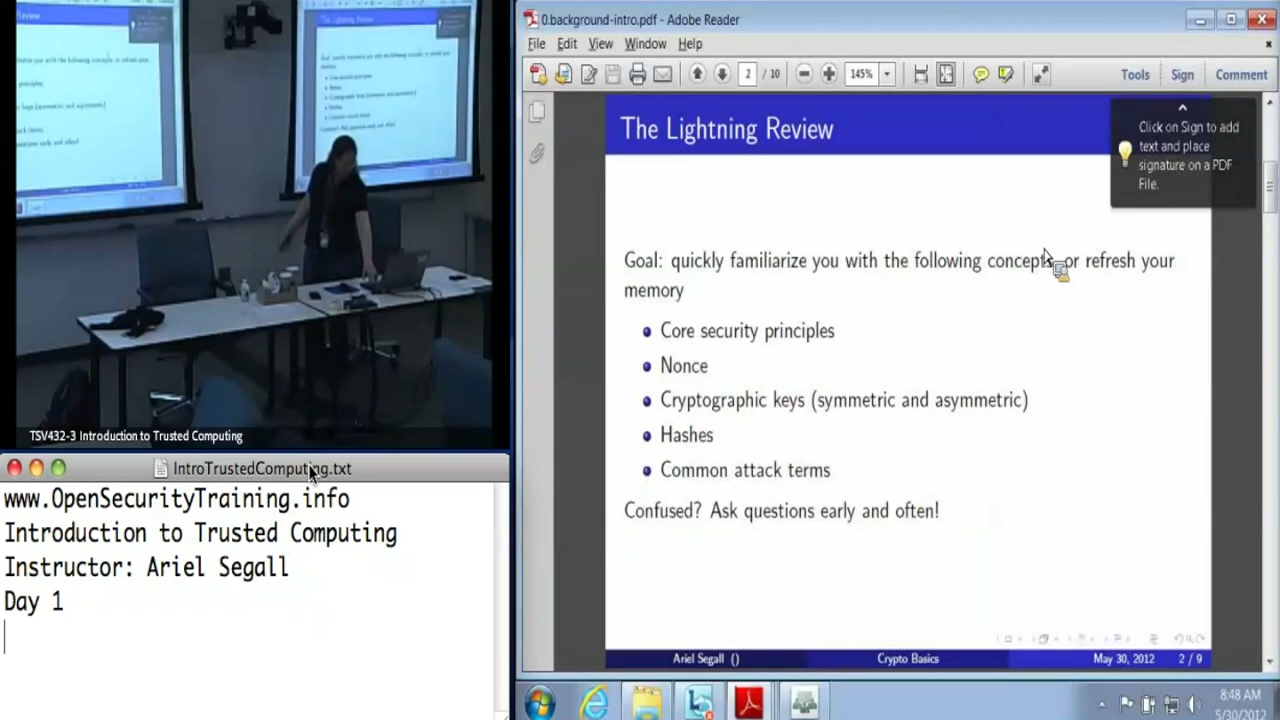 TSV432-3 Introduction to Trusted Computing
IntroTrustedComputing.txt
www.OpenSecurityTraining.info
Introduction to Trusted Computing
Instructor: Ariel Segall
Day 1
0.background-intro.pdf - Adobe Reader
File Edit View Window Help
2 / 10 145% Tools Sign Comment
The Lightning Review
Click on Sign to add
text and place
signature on a PDF
File.
Goal: quickly familiarize you with the following concepts, or refresh your
memory
Core security principles
Nonce
Cryptographic keys (symmetric and asymmetric)
Hashes
Common attack terms
Confused? Ask questions early and often!
Ariel Segall () Crypto Basics May 30, 2012 2 / 9
8:48 AM
5/30/2012